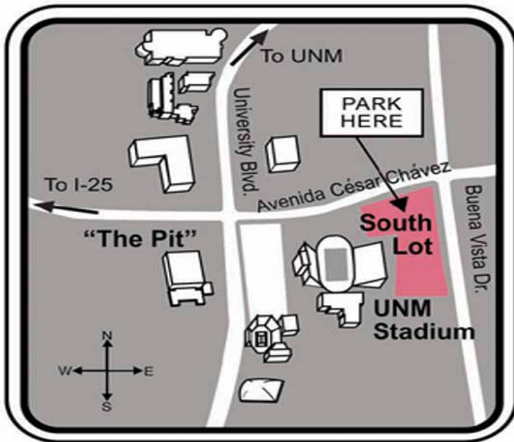 To UNM
PARK
HERE
University Blvd.
To I-25
Avenida César Chávez
"The Pit"
South
Lot
Buena Vista Dr.
UNM
Stadium
N
W
E
S